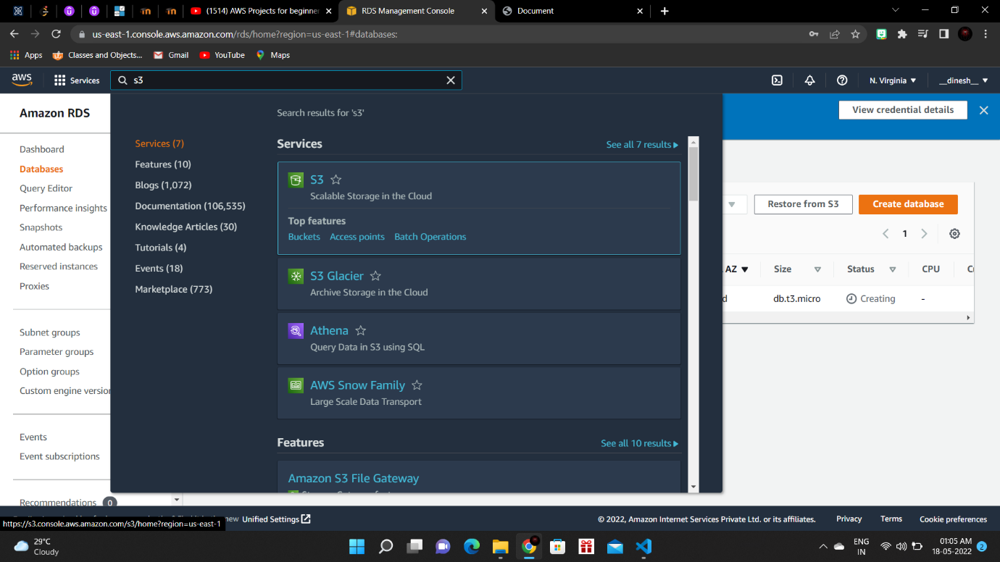 (1514) AWS Projects for beginner
RDS Management Console
Document
us-east-1.console.aws.amazon.com/rds/home?region=us-east-1#databases:
Apps
Classes and Objects...
Gmail
YouTube
Maps
aws
Services
s3
N. Virginia
__dinesh__
Amazon RDS
Dashboard
Databases
Query Editor
Performance insights
Snapshots
Automated backups
Reserved instances
Proxies
Subnet groups
Parameter groups
Option groups
Custom engine version
Events
Event subscriptions
Recommendations 0
Search results for 's3'
Services (7)
Features (10)
Blogs (1,072)
Documentation (106,535)
Knowledge Articles (30)
Tutorials (4)
Events (18)
Marketplace (773)
Services
See all 7 results
S3
Scalable Storage in the Cloud
Top features
Buckets Access points Batch Operations
S3 Glacier
Archive Storage in the Cloud
Athena
Query Data in S3 using SQL
AWS Snow Family
Large Scale Data Transport
Features
See all 10 results
Amazon S3 File Gateway
View credential details
Restore from S3
Create database
1
AZ Size Status CPU
d db.t3.micro Creating -
https://s3.console.aws.amazon.com/s3/home?region=us-east-1
new Unified Settings
© 2022, Amazon Internet Services Private Ltd. or its affiliates.
Privacy
Terms
Cookie preferences
29°C
Cloudy
ENG
IN
01:05 AM
18-05-2022
2